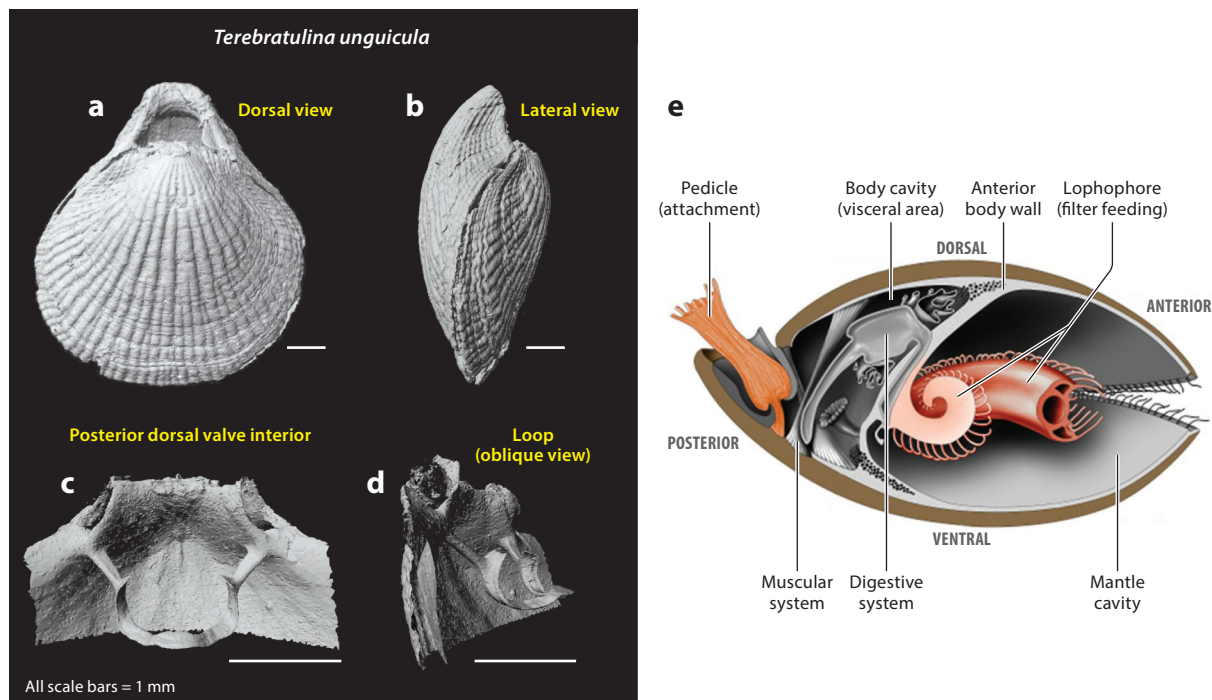 Terebratulina unguicula
a
Dorsal view
b
Lateral view
Posterior dorsal valve interior
c
Loop
(oblique view)
d
All scale bars = 1 mm
e
Pedicle
(attachment)
Body cavity
(visceral area)
Anterior
body wall
Lophophore
(filter feeding)
DORSAL
ANTERIOR
POSTERIOR
VENTRAL
Muscular
system
Digestive
system
Mantle
cavity